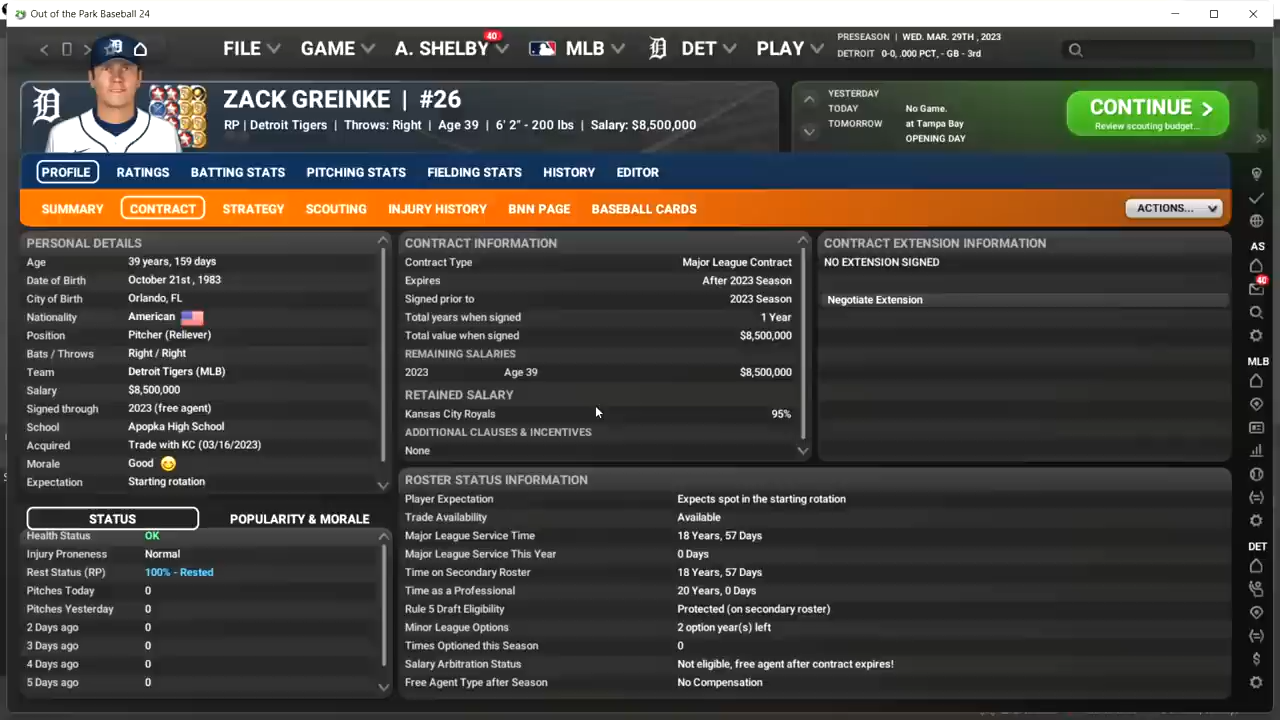 Out of the Park Baseball 24
FILE GAME A. SHELBY 40 MLB DET PLAY
PRESEASON | WED. MAR. 29TH , 2023
DETROIT 0-0, .000 PCT, - GB - 3rd
ZACK GREINKE | #26
RP | Detroit Tigers | Throws: Right | Age 39 | 6' 2" - 200 lbs | Salary: $8,500,000
YESTERDAY
TODAY No Game.
TOMORROW at Tampa Bay
OPENING DAY
CONTINUE
Review scouting budget...
PROFILE RATINGS BATTING STATS PITCHING STATS FIELDING STATS HISTORY EDITOR
SUMMARY CONTRACT STRATEGY SCOUTING INJURY HISTORY BNN PAGE BASEBALL CARDS
ACTIONS...
PERSONAL DETAILS
Age 39 years, 159 days
Date of Birth October 21st , 1983
City of Birth Orlando, FL
Nationality American
Position Pitcher (Reliever)
Bats / Throws Right / Right
Team Detroit Tigers (MLB)
Salary $8,500,000
Signed through 2023 (free agent)
School Apopka High School
Acquired Trade with KC (03/16/2023)
Morale Good
Expectation Starting rotation
STATUS POPULARITY & MORALE
Health Status OK
Injury Proneness Normal
Rest Status (RP) 100% - Rested
Pitches Today 0
Pitches Yesterday 0
2 Days ago 0
3 Days ago 0
4 Days ago 0
5 Days ago 0
CONTRACT INFORMATION
Contract Type Major League Contract
Expires After 2023 Season
Signed prior to 2023 Season
Total years when signed 1 Year
Total value when signed $8,500,000
REMAINING SALARIES
2023 Age 39 $8,500,000
RETAINED SALARY
Kansas City Royals 95%
ADDITIONAL CLAUSES & INCENTIVES
None
CONTRACT EXTENSION INFORMATION
NO EXTENSION SIGNED
Negotiate Extension
ROSTER STATUS INFORMATION
Player Expectation Expects spot in the starting rotation
Trade Availability Available
Major League Service Time 18 Years, 57 Days
Major League Service This Year 0 Days
Time on Secondary Roster 18 Years, 57 Days
Time as a Professional 20 Years, 0 Days
Rule 5 Draft Eligibility Protected (on secondary roster)
Minor League Options 2 option year(s) left
Times Optioned this Season 0
Salary Arbitration Status Not eligible, free agent after contract expires!
Free Agent Type after Season No Compensation
AS
40
MLB
DET